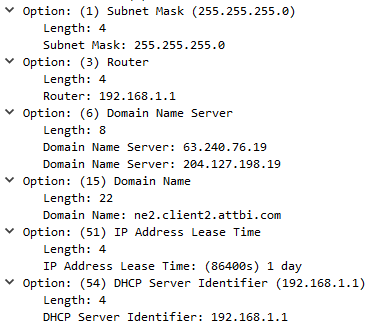 Option: (1) Subnet Mask (255.255.255.0)
Length: 4
Subnet Mask: 255.255.255.0
Option: (3) Router
Length: 4
Router: 192.168.1.1
Option: (6) Domain Name Server
Length: 8
Domain Name Server: 63.240.76.19
Domain Name Server: 204.127.198.19
Option: (15) Domain Name
Length: 22
Domain Name: ne2.client2.attbi.com
Option: (51) IP Address Lease Time
Length: 4
IP Address Lease Time: (86400s) 1 day
Option: (54) DHCP Server Identifier (192.168.1.1)
Length: 4
DHCP Server Identifier: 192.168.1.1